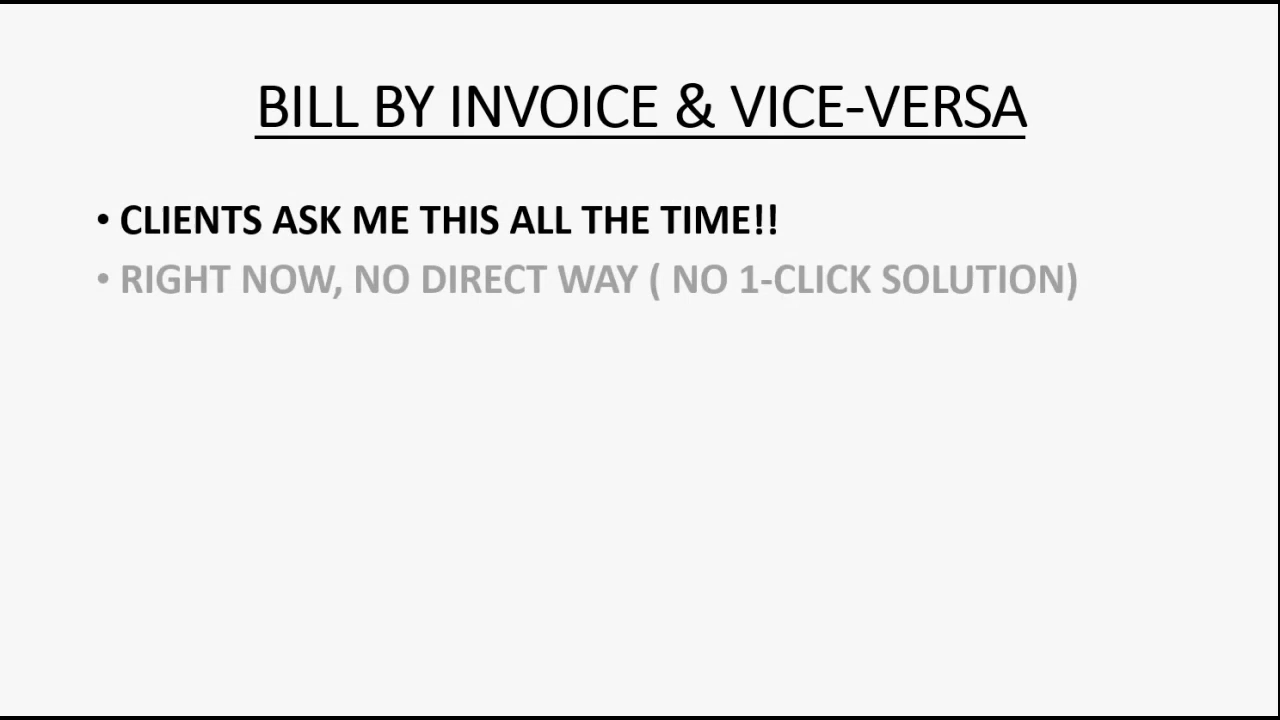 BILL BY INVOICE & VICE-VERSA
• CLIENTS ASK ME THIS ALL THE TIME!!
• RIGHT NOW, NO DIRECT WAY ( NO 1-CLICK SOLUTION)